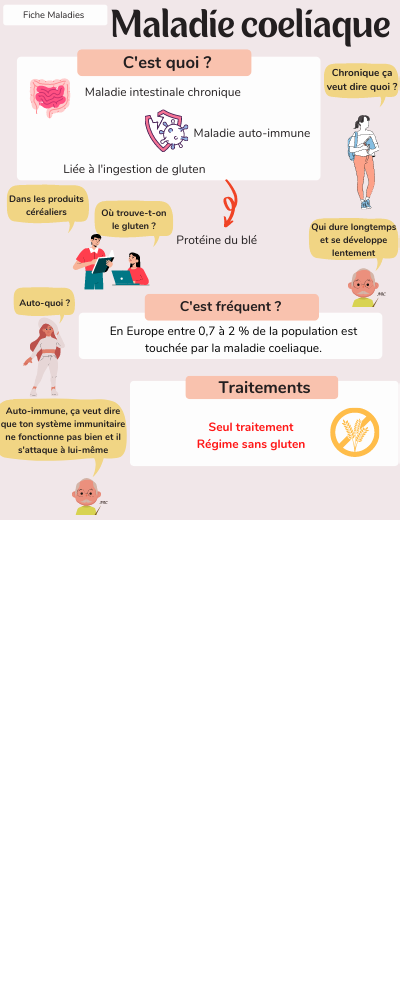 Fiche Maladies
Maladie coelíaque
C'est quoi ?
Maladie intestinale chronique
Maladie auto-immune
Liée à l'ingestion de gluten
Chronique ça
veut dire quoi ?
Dans les produits
céréaliers
Où trouve-t-on
le gluten ?
Protéine du blé
Qui dure longtemps
et se développe
lentement
Auto-quoi ?
C'est fréquent ?
En Europe entre 0,7 à 2 % de la population est
touchée par la maladie coeliaque.
Auto-immune, ça veut dire
que ton système immunitaire
ne fonctionne pas bien et il
s'attaque à lui-même
Traitements
Seul traitement
Régime sans gluten